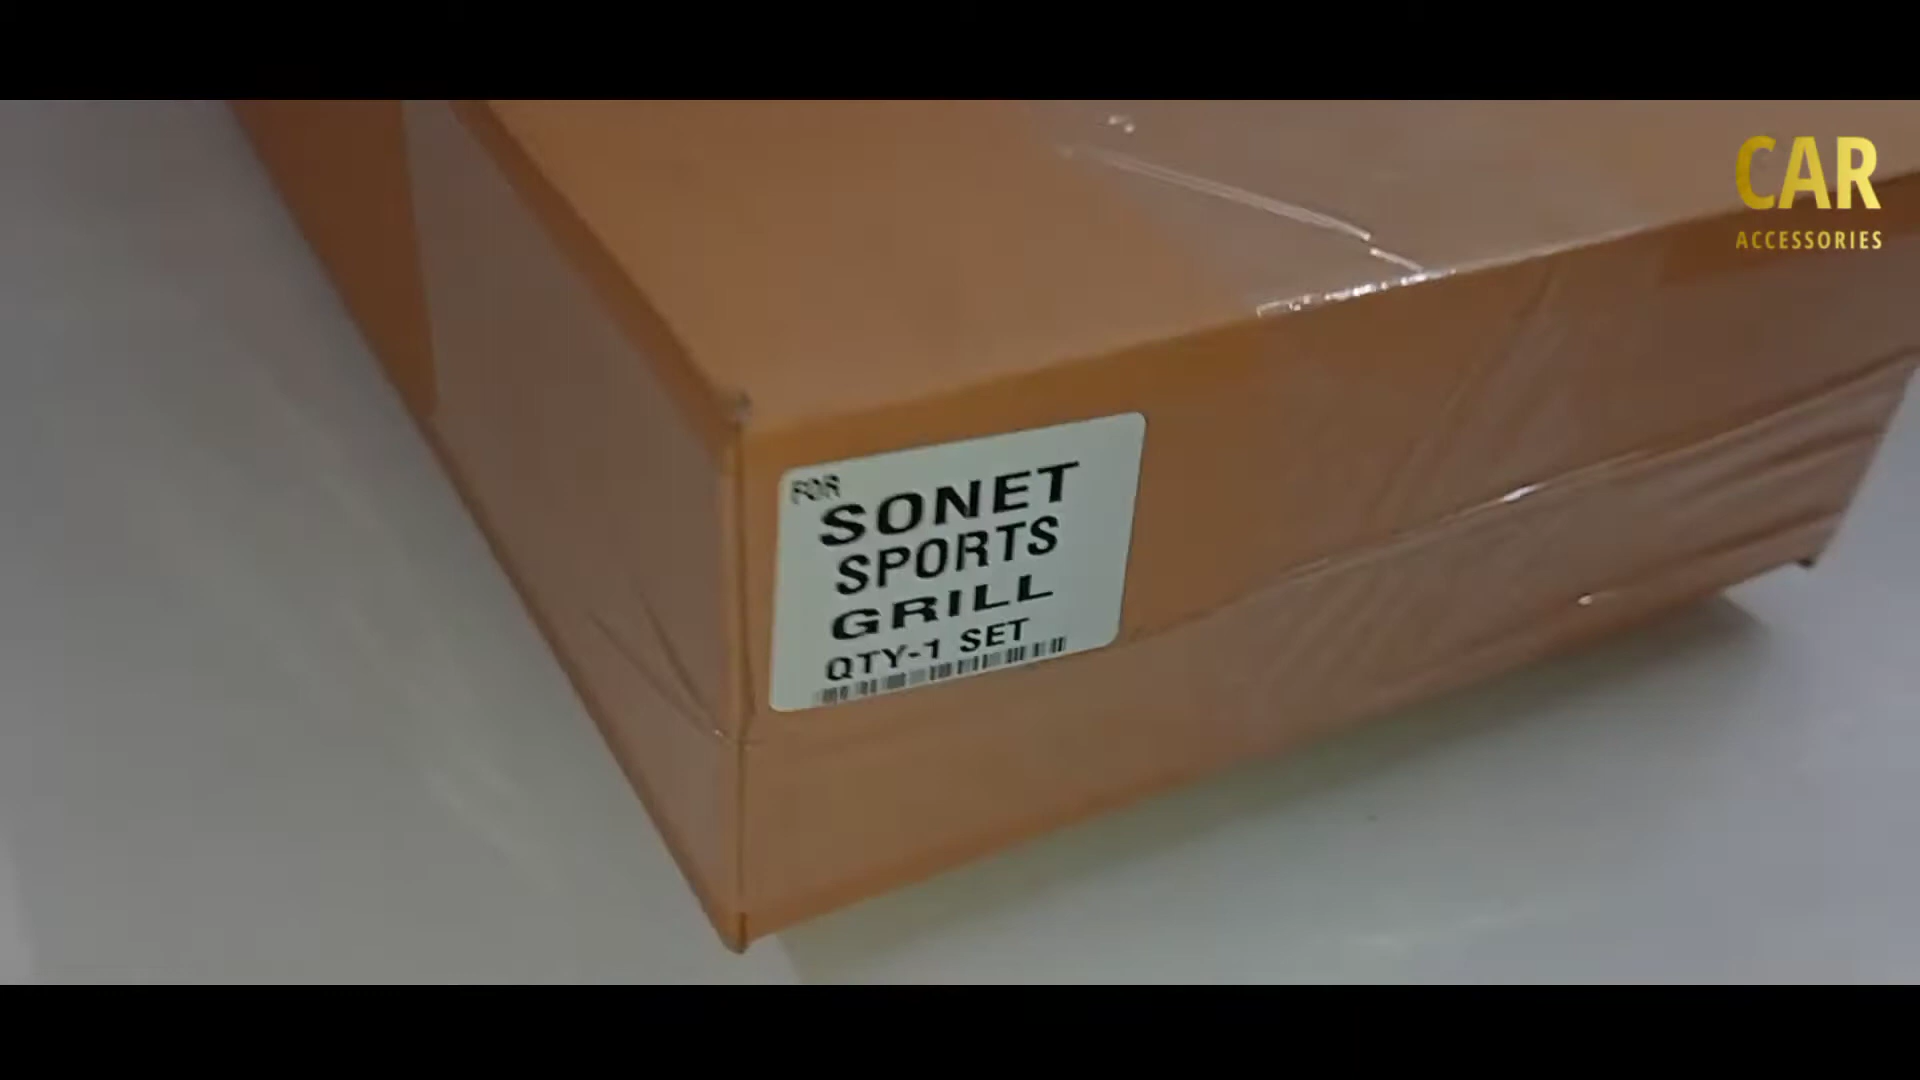 CAR
ACCESSORIES
FOR
SONET
SPORTS
GRILL
QTY-1 SET